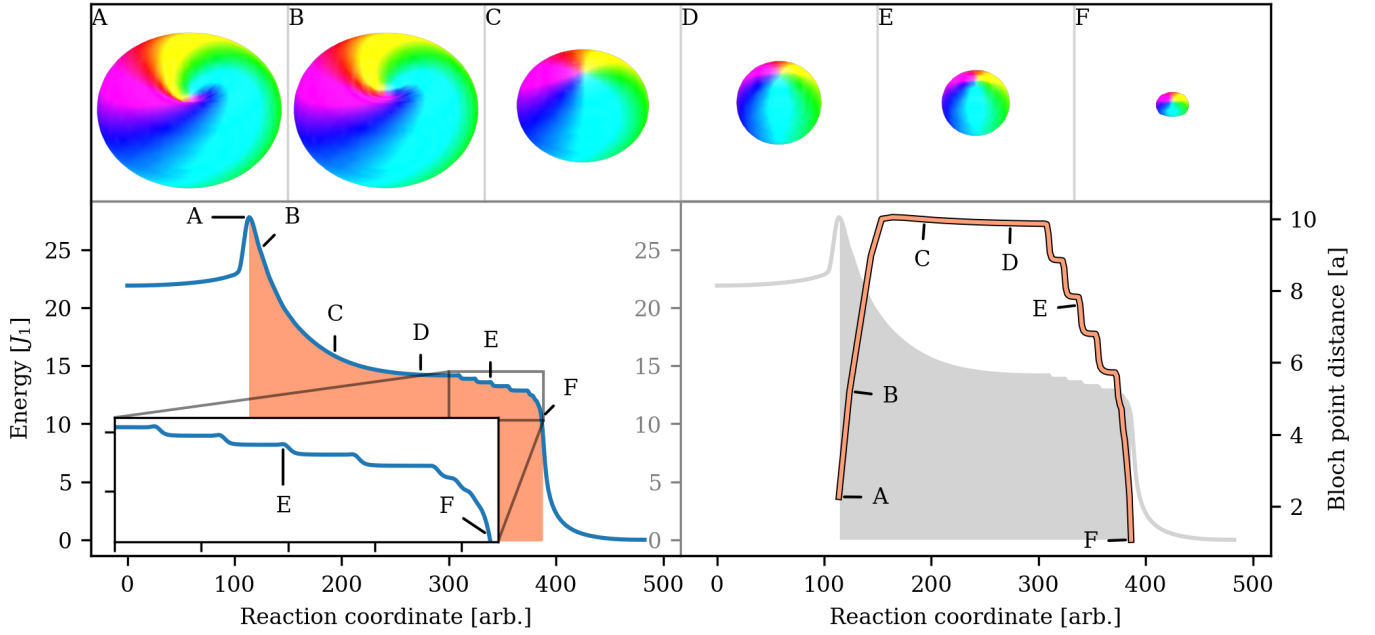 A B C D E F
A B
C
D
E
F
E
F
25
20
15
10
5
0
Energy [J₁]
0 100 200 300 400 500
Reaction coordinate [arb.]
25
20
15
10
5
0
C
D
E
B
A
F
10
8
6
4
2
Bloch point distance [a]
0 100 200 300 400 500
Reaction coordinate [arb.]